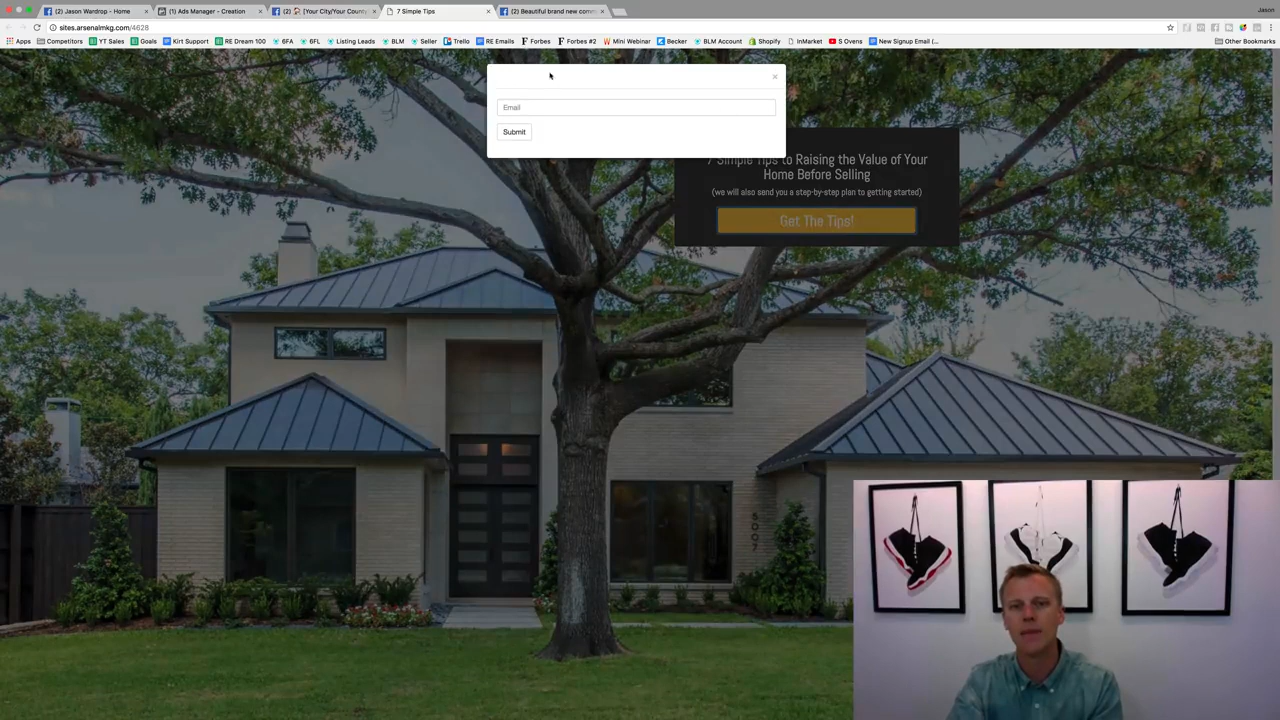 (2) Jason Wardrop - Home
(1) Ads Manager - Creation
(2) [Your City/Your County
7 Simple Tips
(2) Beautiful brand new com
Jason
sites.arsenalmkg.com/4628
Apps
Competitors
YT Sales
Goals
Kirt Support
RE Dream 100
6FA
6FL
Listing Leads
BLM
Seller
Trello
RE Emails
Forbes
Forbes #2
Mini Webinar
Becker
BLM Account
Shopify
InMarket
S Ovens
New Signup Email (...
Other Bookmarks
×
Email
Submit
7 Simple Tips to Raising the Value of Your
Home Before Selling
(we will also send you a step-by-step plan to getting started)
Get The Tips!
5007